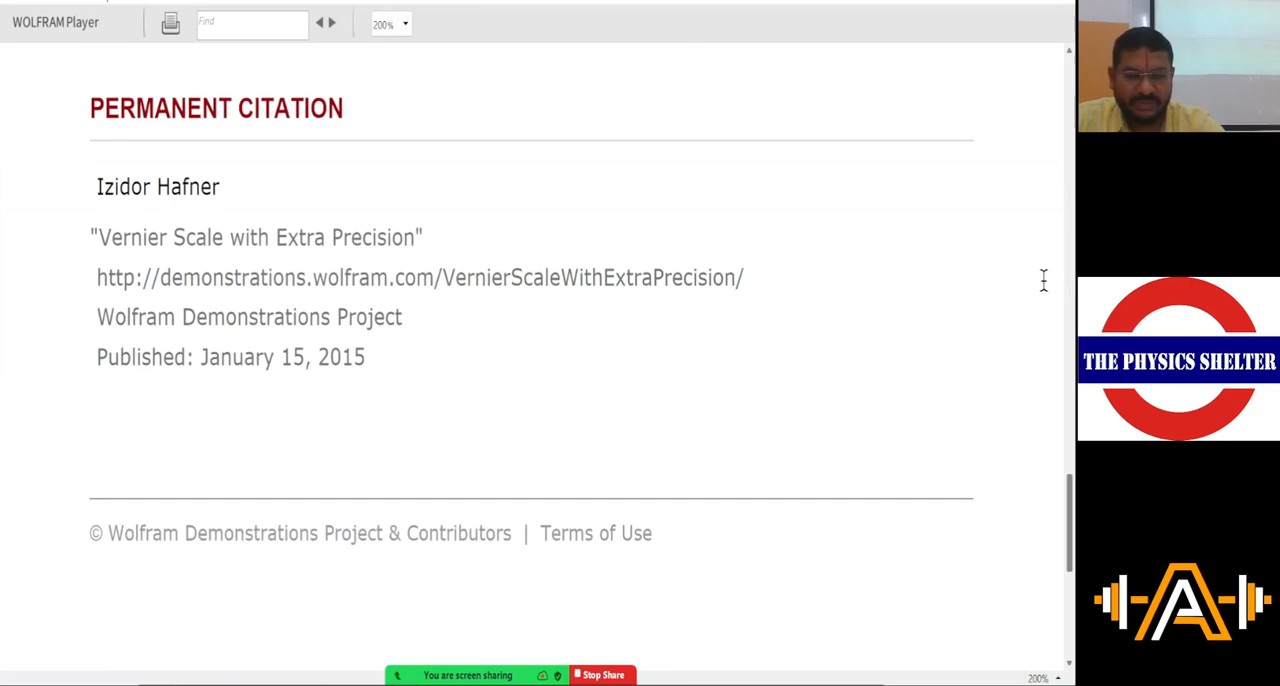 WOLFRAM Player
Find
200%
PERMANENT CITATION
Izidor Hafner
"Vernier Scale with Extra Precision"
http://demonstrations.wolfram.com/VernierScaleWithExtraPrecision/
Wolfram Demonstrations Project
Published: January 15, 2015
THE PHYSICS SHELTER
© Wolfram Demonstrations Project & Contributors | Terms of Use
A
You are screen sharing
Stop Share
200%